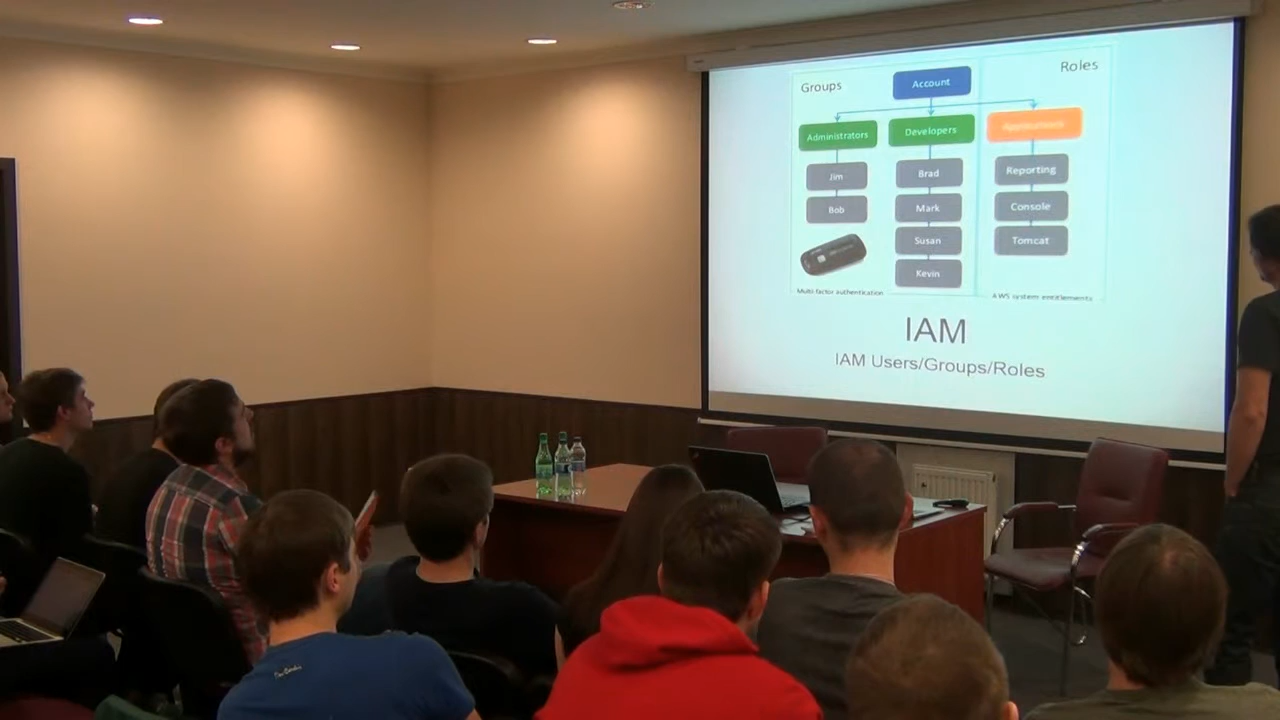 Groups
Roles
Account
Administrators
Developers
Applications
Jim
Brad
Reporting
Bob
Mark
Console
Susan
Tomcat
Kevin
Multi factor authentication
AWS system entitlements
IAM
IAM Users/Groups/Roles